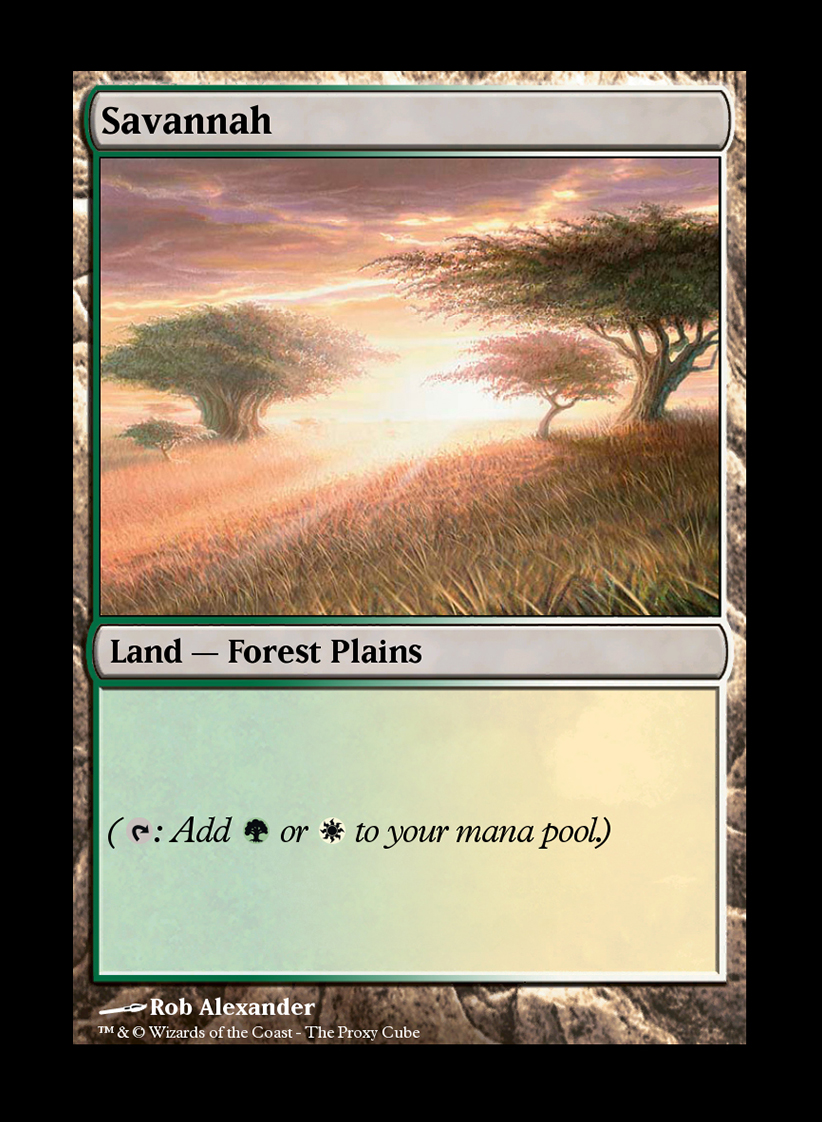 Savannah
Land — Forest Plains
( : Add or to your mana pool.)
Rob Alexander
™ & © Wizards of the Coast - The Proxy Cube